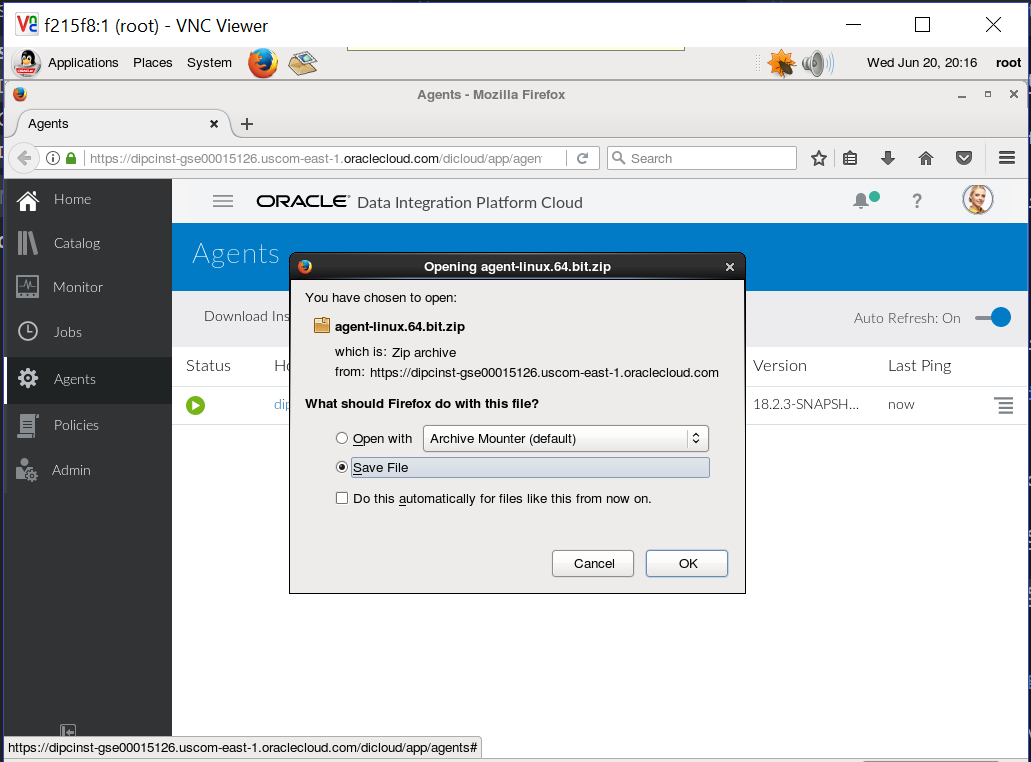 f215f8:1 (root) - VNC Viewer
Applications Places System Wed Jun 20, 20:16 root
Agents - Mozilla Firefox
Agents
https://dipcinst-gse00015126.uscom-east-1.oraclecloud.com/dicloud/app/agen Search
Home
ORACLE Data Integration Platform Cloud
Catalog
Agents
Monitor
Jobs
Agents
Policies
Admin
Download Ins
Auto Refresh: On
Status Ho Version Last Ping
dip 18.2.3-SNAPSH... now
Opening agent-linux.64.bit.zip
You have chosen to open:
agent-linux.64.bit.zip
which is: Zip archive
from: https://dipcinst-gse00015126.uscom-east-1.oraclecloud.com
What should Firefox do with this file?
Open with Archive Mounter (default)
Save File
Do this automatically for files like this from now on.
Cancel OK
https://dipcinst-gse00015126.uscom-east-1.oraclecloud.com/dicloud/app/agents#